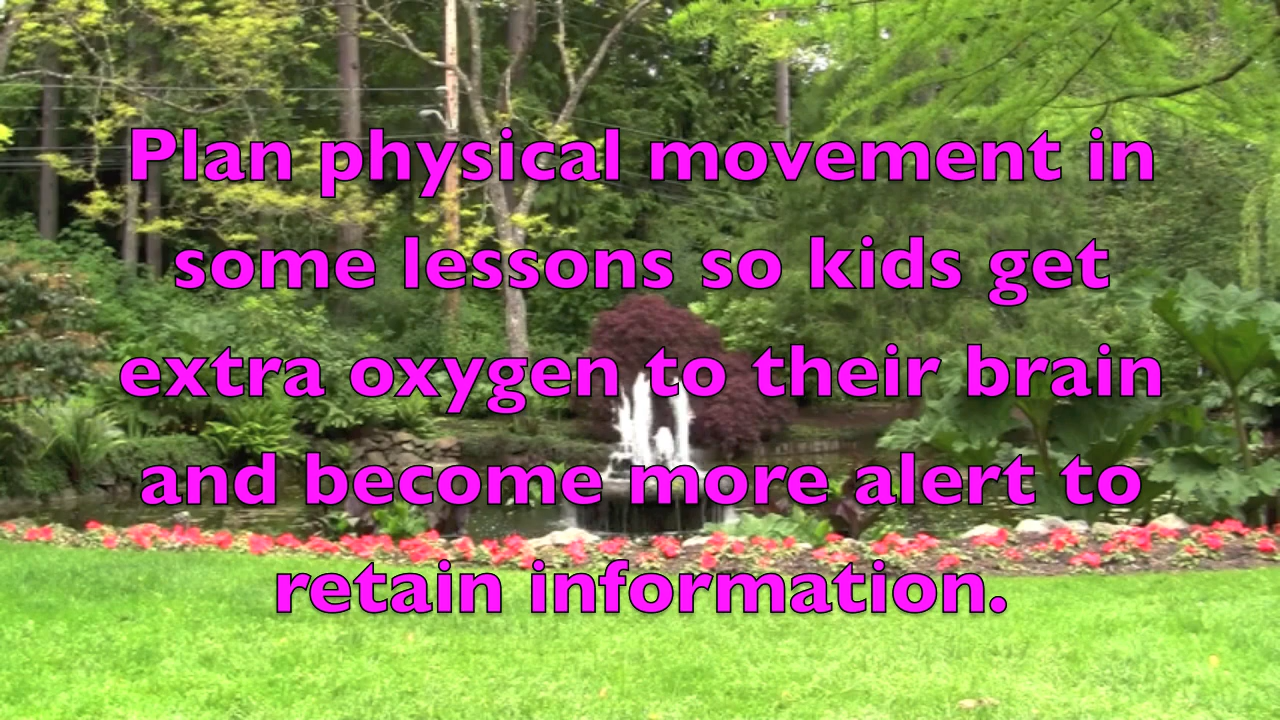 Plan physical movement in
some lessons so kids get
extra oxygen to their brain
and become more alert to
retain information.